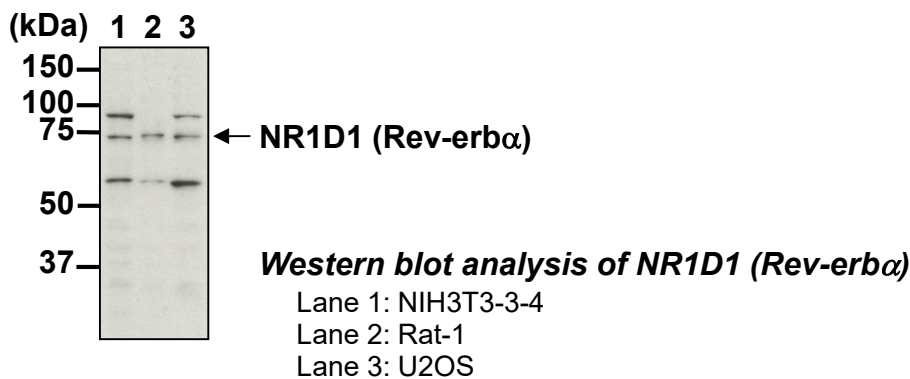 (kDa) 1 2 3
150
100
75
NR1D1 (Rev-erbα)
50
37
Western blot analysis of NR1D1 (Rev-erbα)
Lane 1: NIH3T3-3-4
Lane 2: Rat-1
Lane 3: U2OS